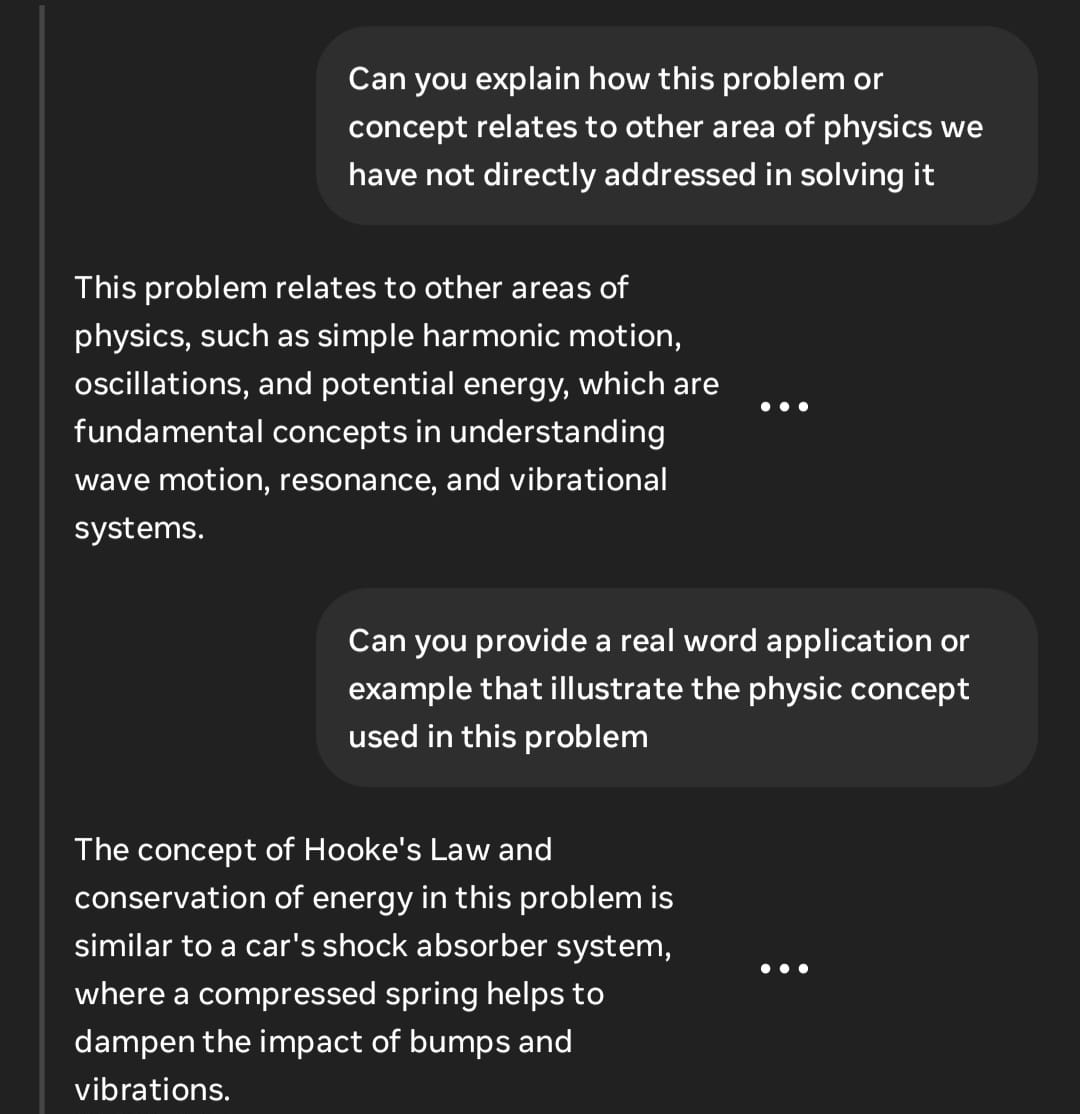 Can you explain how this problem or
concept relates to other area of physics we
have not directly addressed in solving it
This problem relates to other areas of
physics, such as simple harmonic motion,
oscillations, and potential energy, which are
fundamental concepts in understanding
wave motion, resonance, and vibrational
systems.
Can you provide a real word application or
example that illustrate the physic concept
used in this problem
The concept of Hooke's Law and
conservation of energy in this problem is
similar to a car's shock absorber system,
where a compressed spring helps to
dampen the impact of bumps and
vibrations.